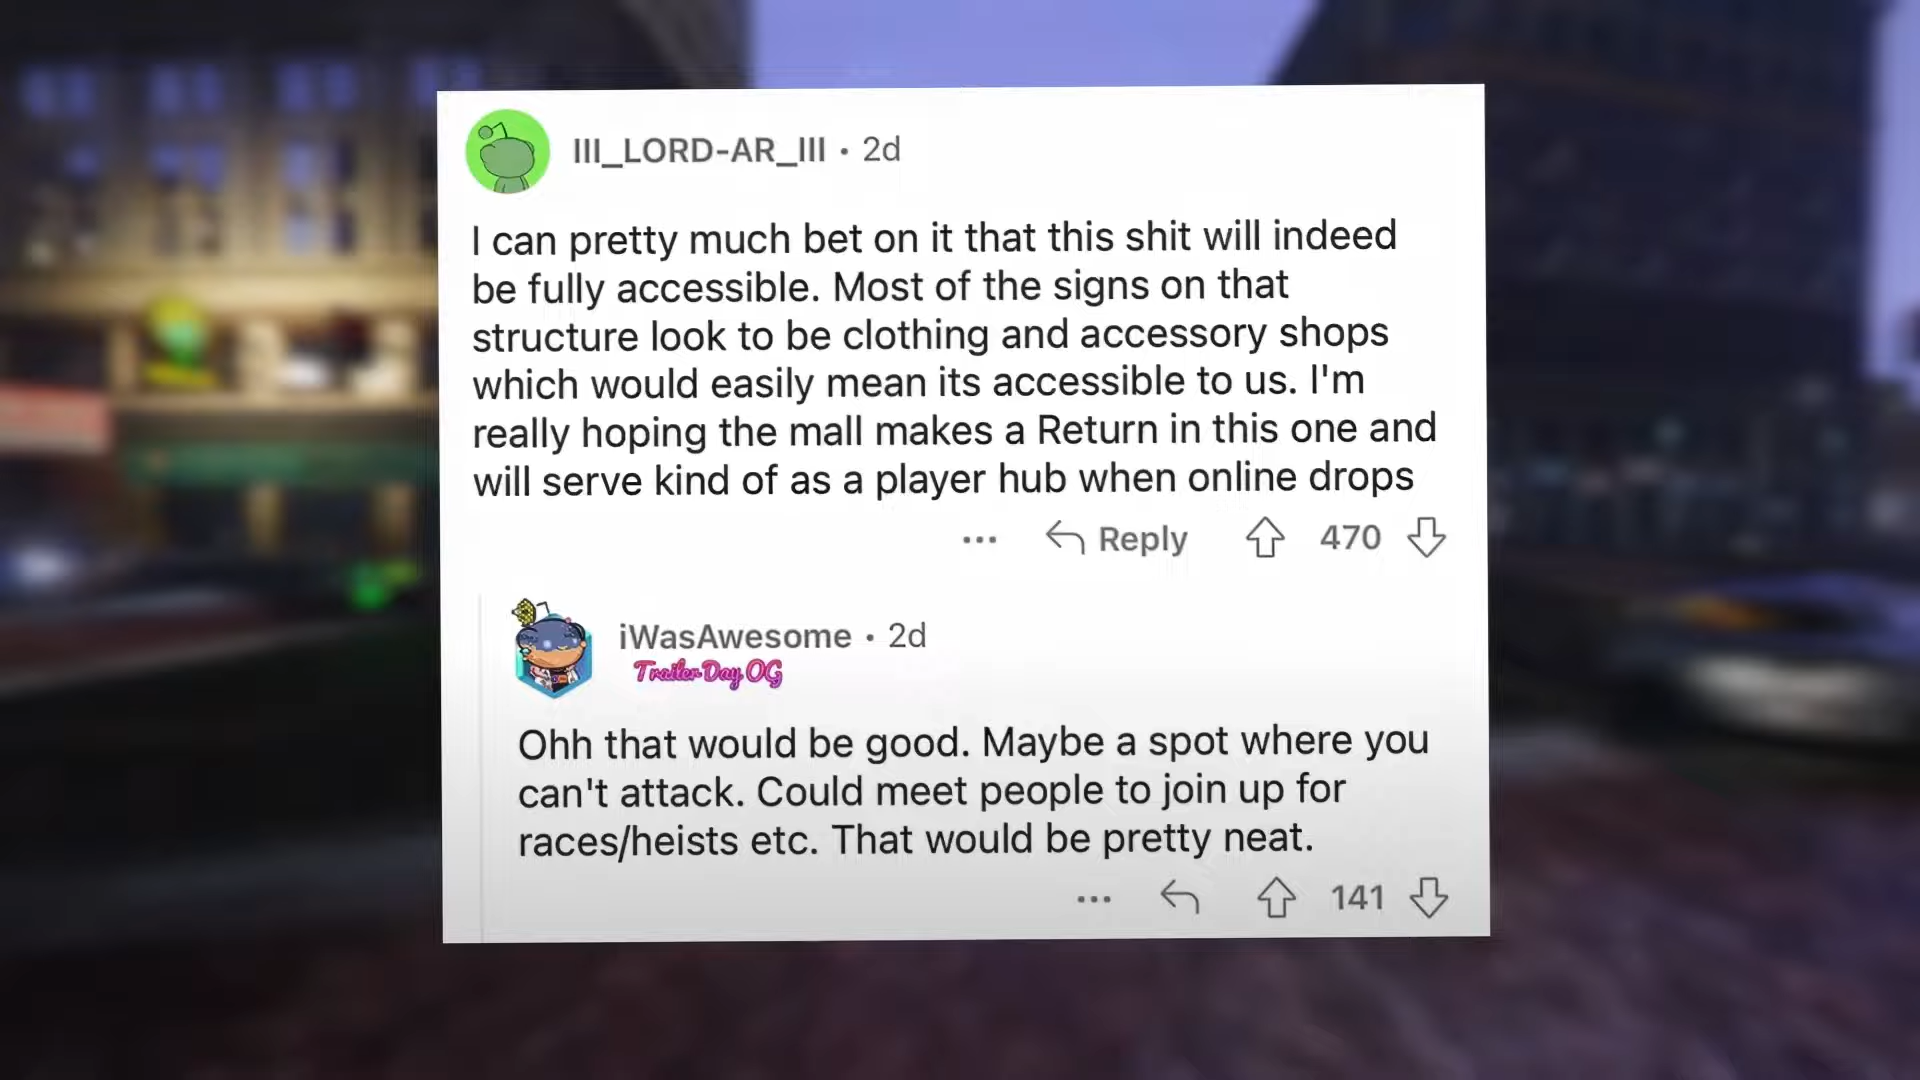 III_LORD-AR_III • 2d
I can pretty much bet on it that this shit will indeed
be fully accessible. Most of the signs on that
structure look to be clothing and accessory shops
which would easily mean its accessible to us. I'm
really hoping the mall makes a Return in this one and
will serve kind of as a player hub when online drops
... Reply 470
iWasAwesome • 2d
Trailer Day OG
Ohh that would be good. Maybe a spot where you
can't attack. Could meet people to join up for
races/heists etc. That would be pretty neat.
... 141